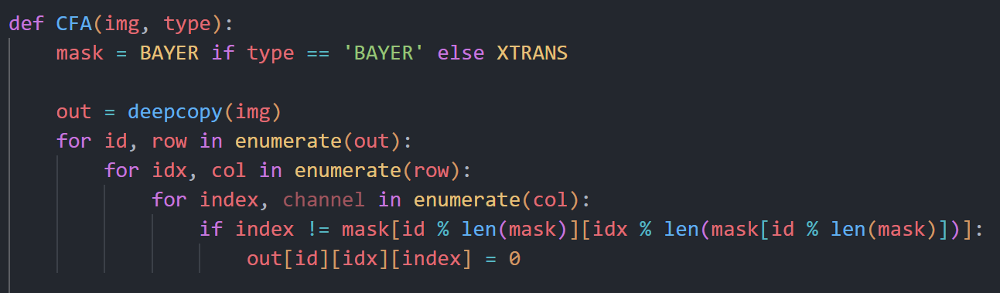 def CFA(img, type):
    mask = BAYER if type == 'BAYER' else XTRANS

    out = deepcopy(img)
    for id, row in enumerate(out):
        for idx, col in enumerate(row):
            for index, channel in enumerate(col):
                if index != mask[id % len(mask)][idx % len(mask[id % len(mask)])]:
                    out[id][idx][index] = 0